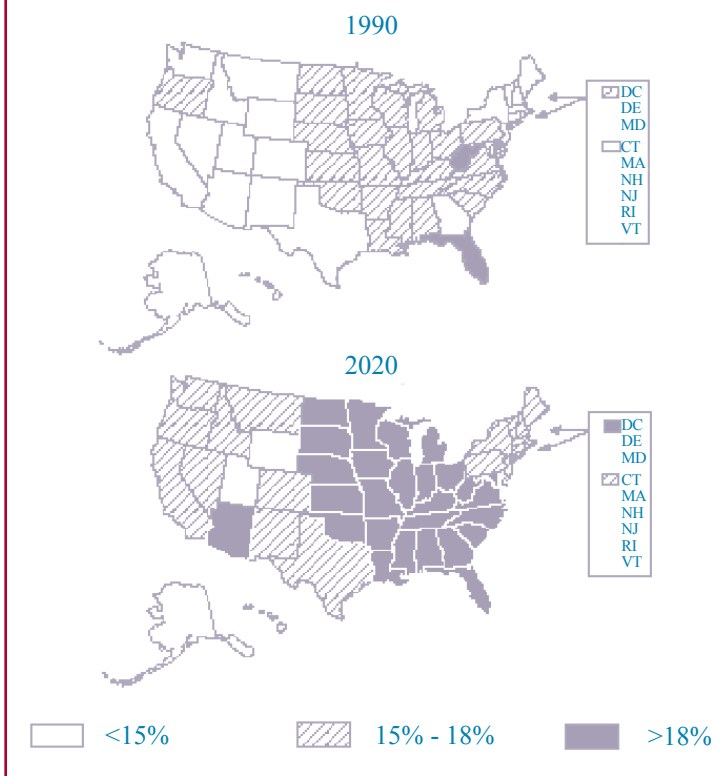 1990
DC
DE
MD
CT
MA
NH
NJ
RI
VT
2020
DC
DE
MD
CT
MA
NH
NJ
RI
VT
<15% 15% - 18% >18%